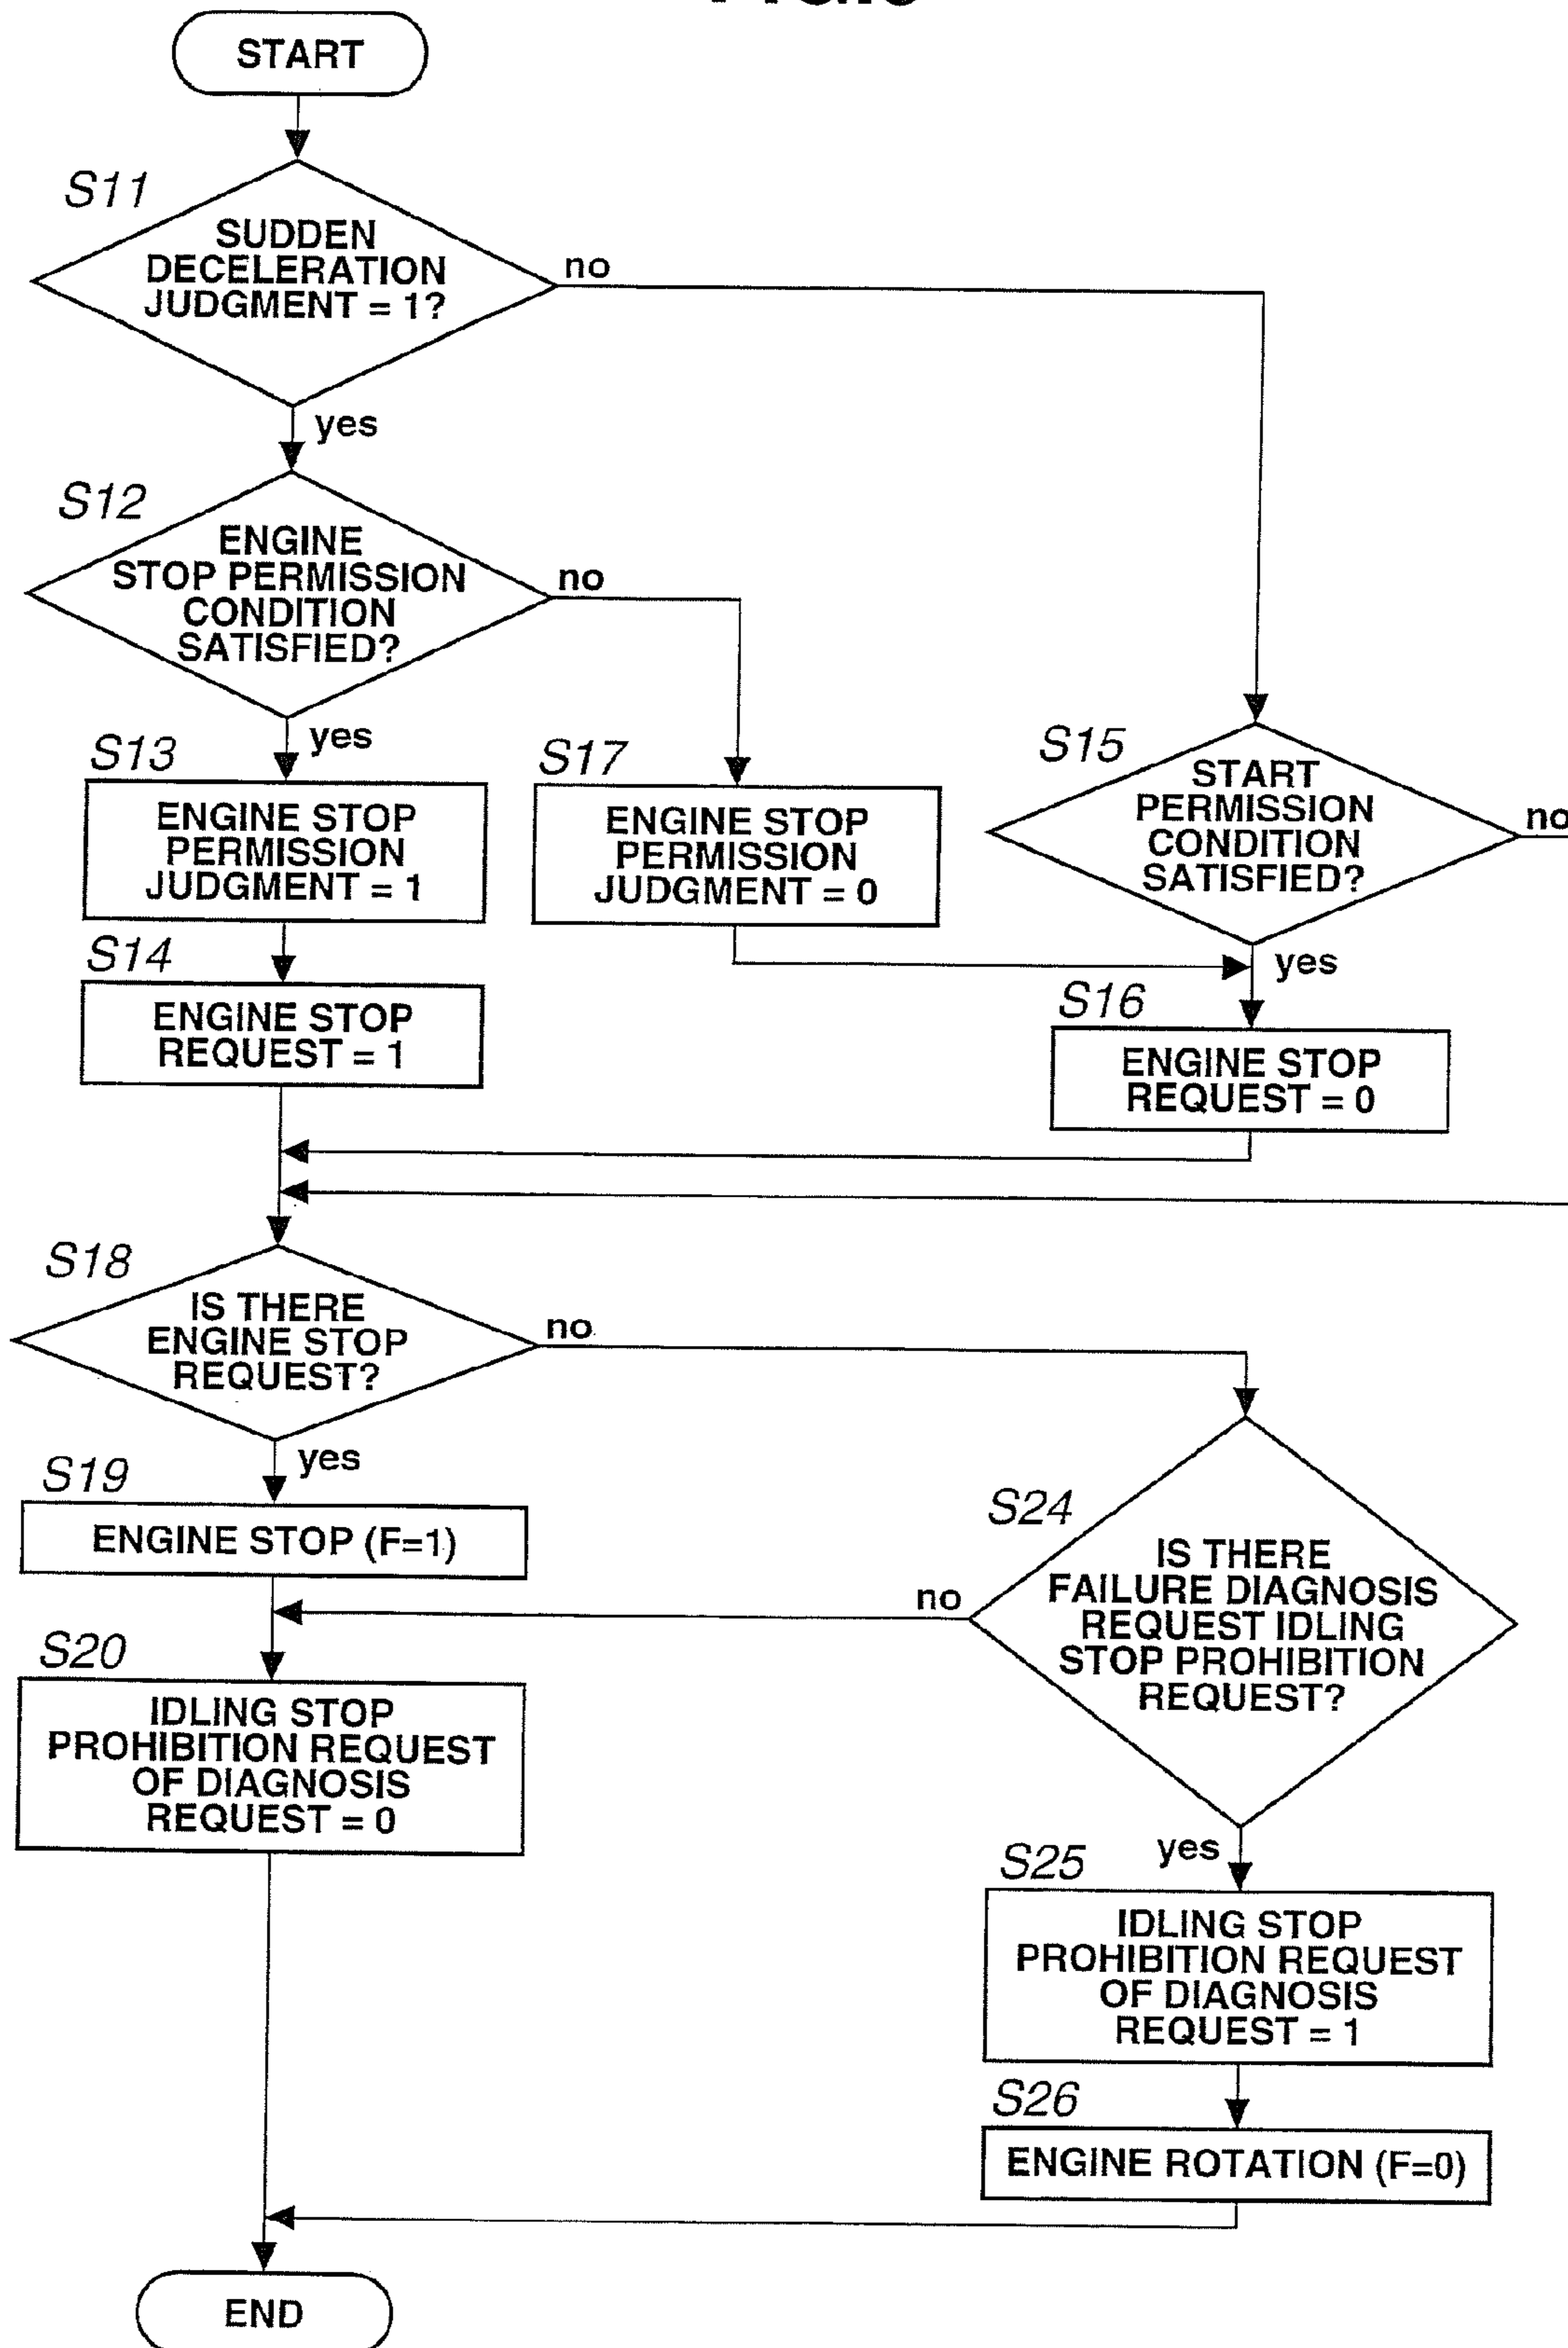 START
S11
SUDDEN
DECELERATION
JUDGMENT = 1?
no
yes
S12
ENGINE
STOP PERMISSION
CONDITION
SATISFIED?
no
yes
S13
ENGINE STOP
PERMISSION
JUDGMENT = 1
S17
ENGINE STOP
PERMISSION
JUDGMENT = 0
S15
START
PERMISSION
CONDITION
SATISFIED?
no
yes
S14
ENGINE STOP
REQUEST = 1
S16
ENGINE STOP
REQUEST = 0
S18
IS THERE
ENGINE STOP
REQUEST?
no
yes
S19
ENGINE STOP (F=1)
S24
IS THERE
FAILURE DIAGNOSIS
REQUEST IDLING
STOP PROHIBITION
REQUEST?
no
yes
S20
IDLING STOP
PROHIBITION REQUEST
OF DIAGNOSIS
REQUEST = 0
S25
IDLING STOP
PROHIBITION REQUEST
OF DIAGNOSIS
REQUEST = 1
S26
ENGINE ROTATION (F=0)
END